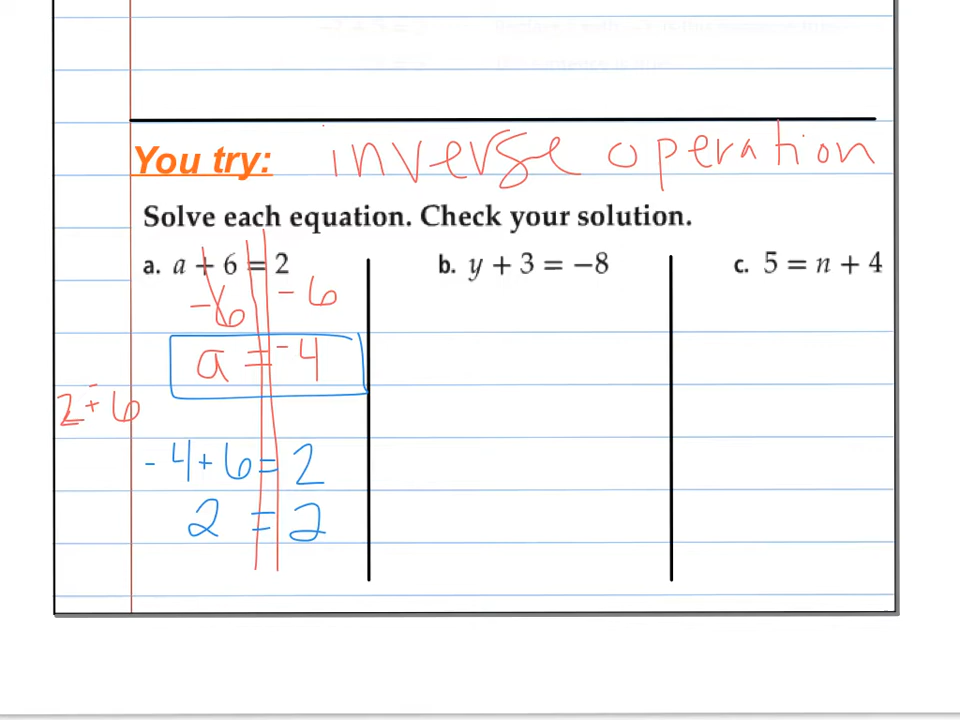 You try: inverse operation
Solve each equation. Check your solution.
a. a + 6 = 2
b. y + 3 = −8
c. 5 = n + 4
-6 -6
a = -4
2 + -6
-4 + 6 = 2
2 = 2